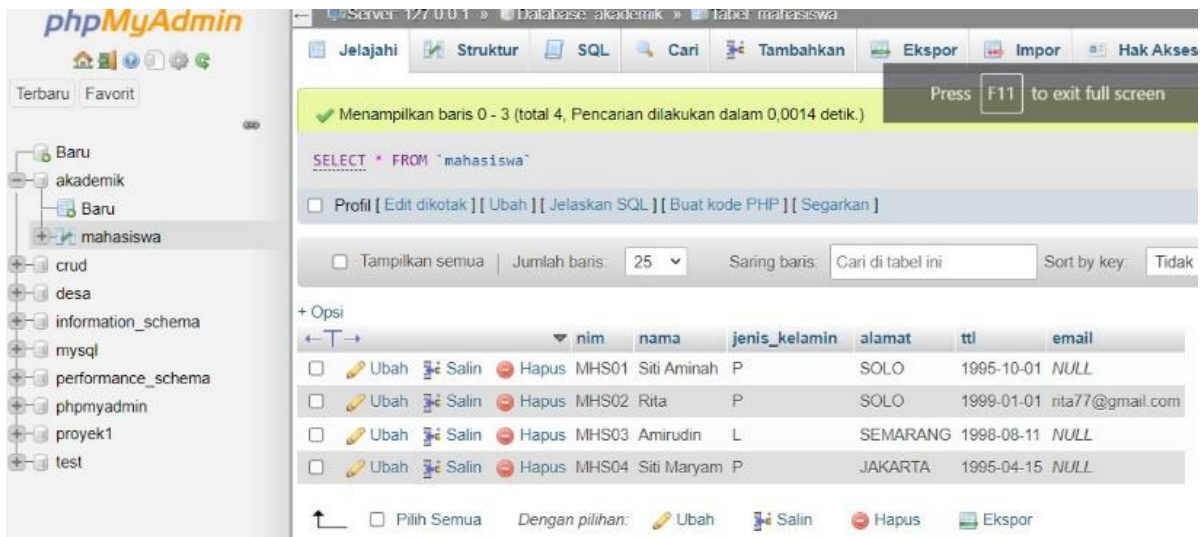 phpMyAdmin
Terbaru Favorit
Baru
akademik
Baru
mahasiswa
crud
desa
information_schema
mysql
performance_schema
phpmyadmin
proyek1
test
Server: 127.0.0.1 » Database: akademik » Tabel: mahasiswa
Jelajahi Struktur SQL Cari Tambahkan Ekspor Impor Hak Akses
Press F11 to exit full screen
Menampilkan baris 0 - 3 (total 4, Pencarian dilakukan dalam 0,0014 detik.)
SELECT * FROM `mahasiswa`
Profil [ Edit dikotak ] [ Ubah ] [ Jelaskan SQL ] [ Buat kode PHP ] [ Segarkan ]
Tampilkan semua | Jumlah baris: 25 Saring baris: Cari di tabel ini Sort by key: Tidak
+ Opsi
←T→ nim nama jenis_kelamin alamat ttl email
Ubah Salin Hapus MHS01 Siti Aminah P SOLO 1995-10-01 NULL
Ubah Salin Hapus MHS02 Rita P SOLO 1999-01-01 rita77@gmail.com
Ubah Salin Hapus MHS03 Amirudin L SEMARANG 1998-08-11 NULL
Ubah Salin Hapus MHS04 Siti Maryam P JAKARTA 1995-04-15 NULL
Pilih Semua Dengan pilihan: Ubah Salin Hapus Ekspor